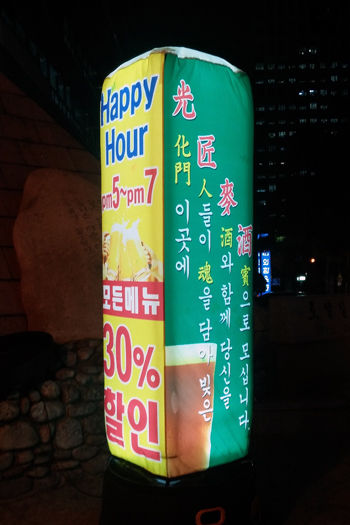 Happy
Hour
pm5~pm7
모든메뉴
30%
할인
光化門 이곳에
匠人들이 魂을 담아 빚은
麥酒와 함께 당신을
酒賓으로 모십니다.